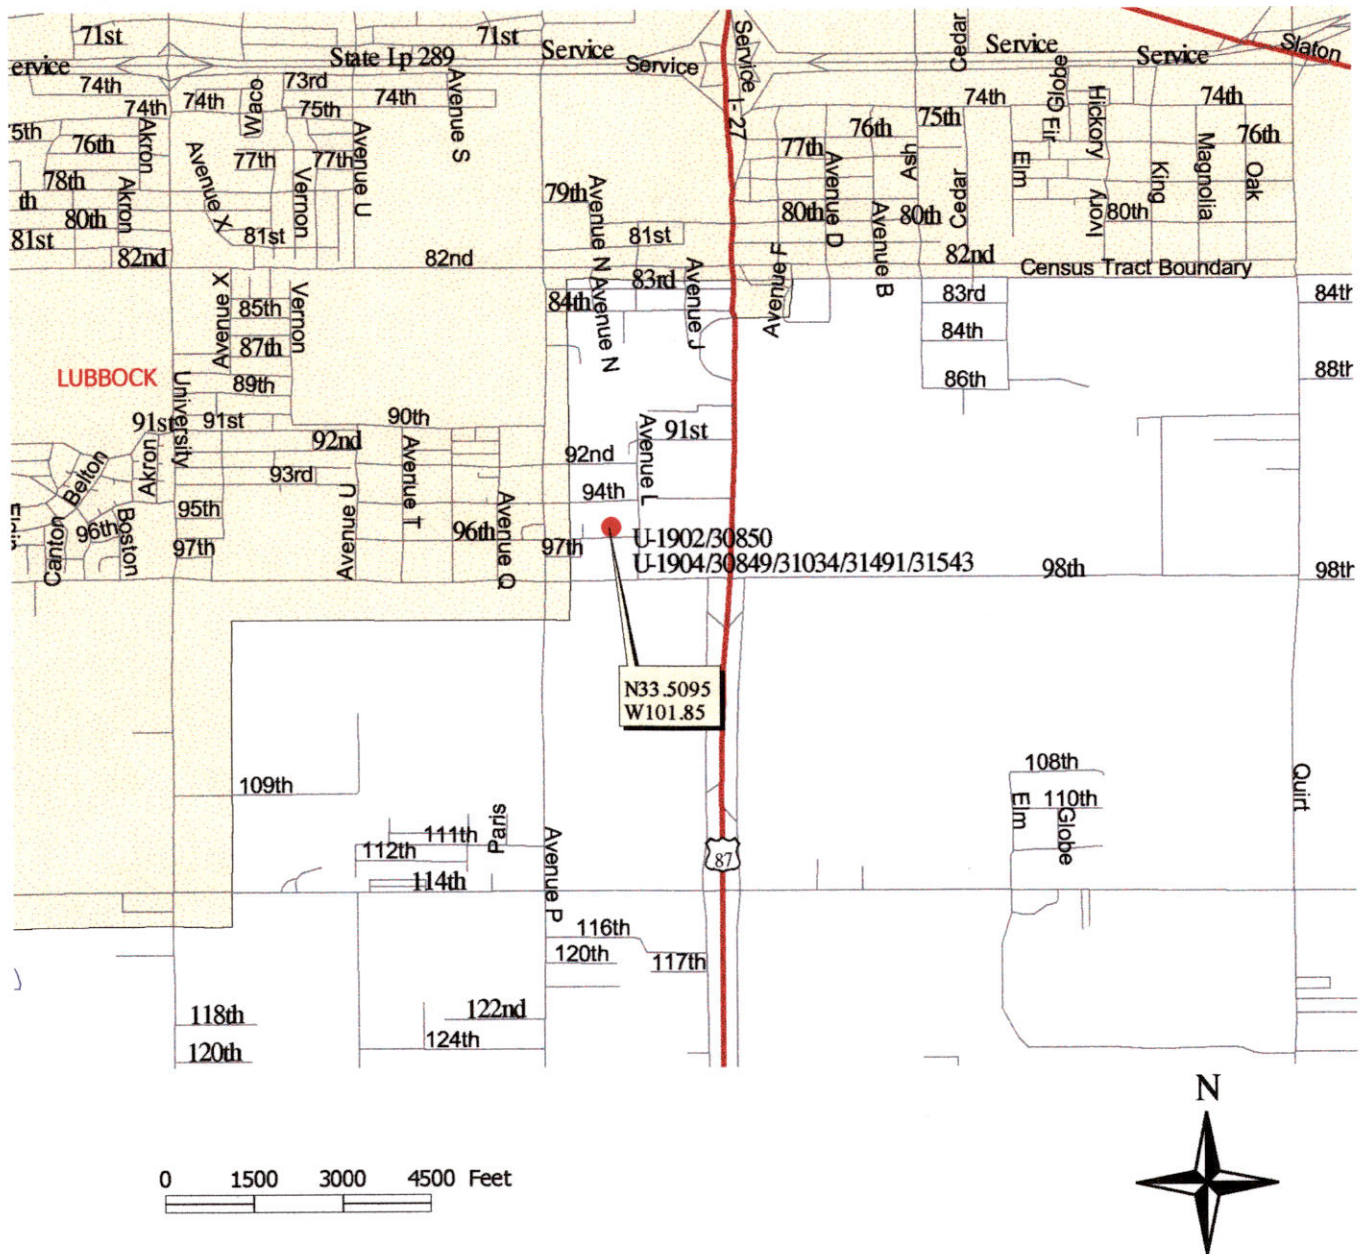 71st
71st
State Lp 289
Service
Service
Service
I-27
Cedar
Service
Service
Slaton
ervice
74th
74th
74th
Waco
73rd
75th
74th
Avenue S
74th
Globe
Fir
Hickory
74th
5th
76th
Akron
Avenue X
77th
77th
Vernon
Avenue U
77th
76th
75th
Ash
Cedar
Elm
Magnolia
76th
Oak
King
78th
th
Akron
79th
Avenue N
80th
Avenue D
Avenue B
80th
Ivory
80th
80th
81st
81st
81st
82nd
82nd
82nd
Census Tract Boundary
Avenue X
Vernon
83rd
Avenue J
Avenue F
83rd
84th
85th
84th
Avenue N
84th
87th
86th
88th
LUBBOCK
University
89th
91st
91st
90th
Avenue L
91st
92nd
92nd
Belton
Akron
93rd
Avenue U
Avenue T
Avenue Q
94th
95th
Canton
96th
Boston
96th
97th
97th
U-1902/30850
U-1904/30849/31034/31491/31543
98th
98th
N33.5095
W101.85
109th
108th
Elm
110th
Globe
Quirt
Paris
111th
112th
Avenue P
87
114th
116th
120th
117th
118th
122nd
120th
124th
N
0 1500 3000 4500 Feet